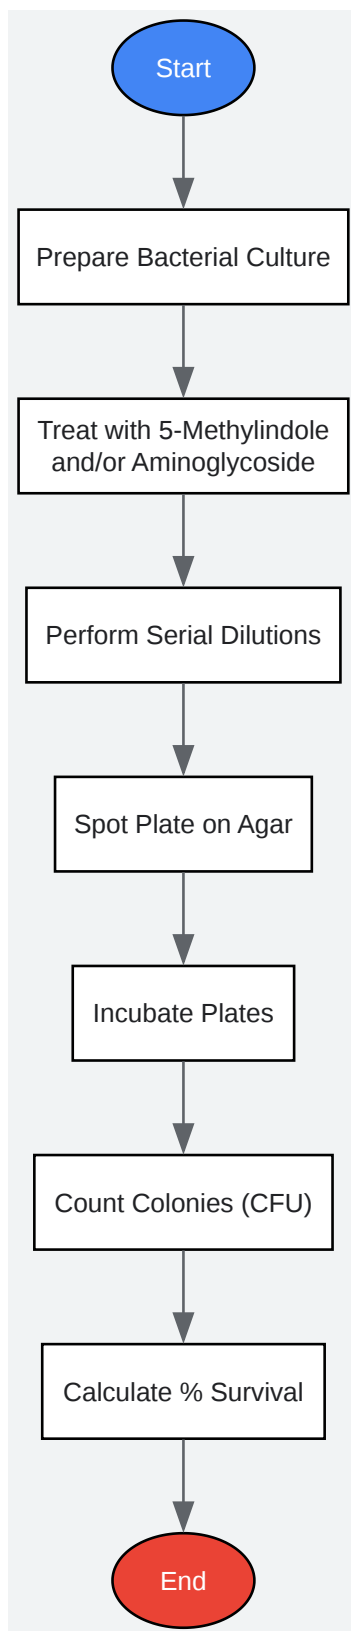 Start
Prepare Bacterial Culture
Treat with 5-Methylindole
and/or Aminoglycoside
Perform Serial Dilutions
Spot Plate on Agar
Incubate Plates
Count Colonies (CFU)
Calculate % Survival
End